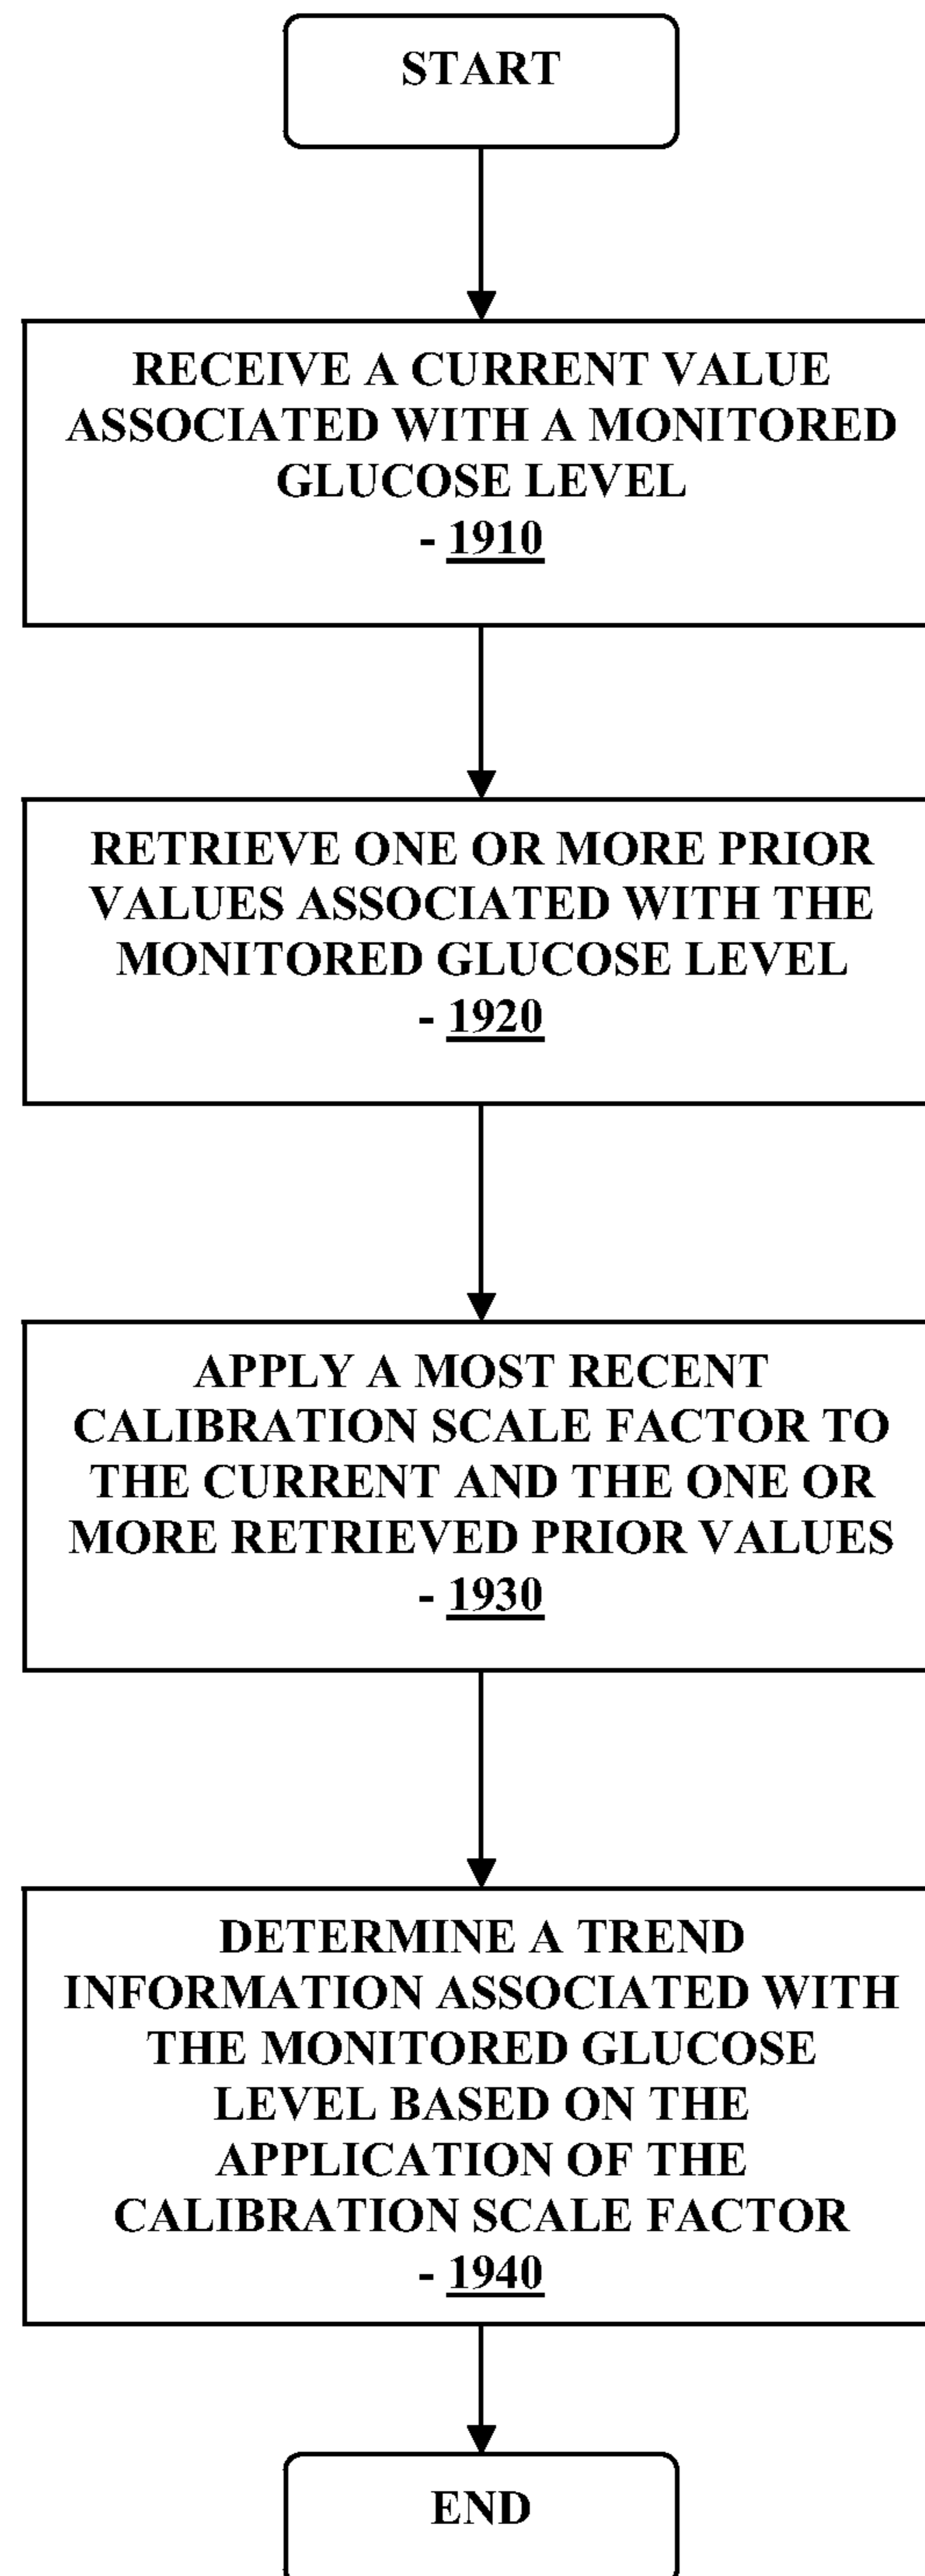 START
RECEIVE A CURRENT VALUE
ASSOCIATED WITH A MONITORED
GLUCOSE LEVEL
- 1910
RETRIEVE ONE OR MORE PRIOR
VALUES ASSOCIATED WITH THE
MONITORED GLUCOSE LEVEL
- 1920
APPLY A MOST RECENT
CALIBRATION SCALE FACTOR TO
THE CURRENT AND THE ONE OR
MORE RETRIEVED PRIOR VALUES
- 1930
DETERMINE A TREND
INFORMATION ASSOCIATED WITH
THE MONITORED GLUCOSE
LEVEL BASED ON THE
APPLICATION OF THE
CALIBRATION SCALE FACTOR
- 1940
END